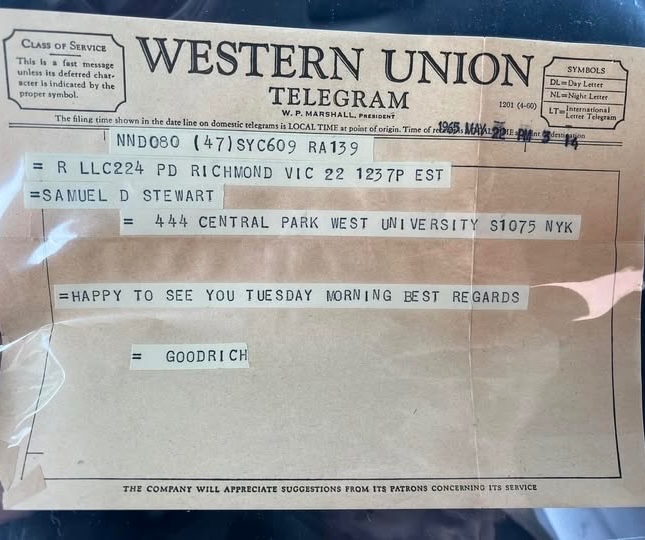 CLASS OF SERVICE
This is a fast message
unless its deferred char-
acter is indicated by the
proper symbol.
WESTERN UNION
TELEGRAM
W. P. MARSHALL, PRESIDENT
1201 (4-60)
SYMBOLS
DL=Day Letter
NL=Night Letter
LT=International
Letter Telegram
The filing time shown in the date line on domestic telegrams is LOCAL TIME at point of origin. Time of
destination
1965 MAY 22 PM
NND080 (47)SYC609 RA139
= R LLC224 PD RICHMOND VIC 22 1237P EST
=SAMUEL D STEWART
= 444 CENTRAL PARK WEST UNIVERSITY S1075 NYK
=HAPPY TO SEE YOU TUESDAY MORNING BEST REGARDS
= GOODRICH
THE COMPANY WILL APPRECIATE SUGGESTIONS FROM ITS PATRONS CONCERNING ITS SERVICE